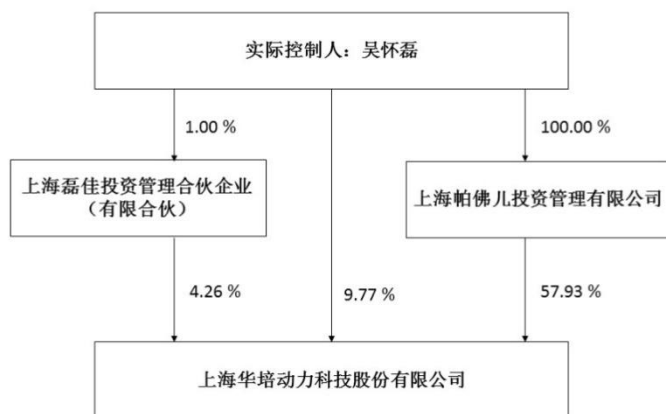 实际控制人：吴怀磊
1.00 %
100.00 %
上海磊佳投资管理合伙企业
（有限合伙）
上海帕佛儿投资管理有限公司
4.26 %
9.77 %
57.93 %
上海华培动力科技股份有限公司